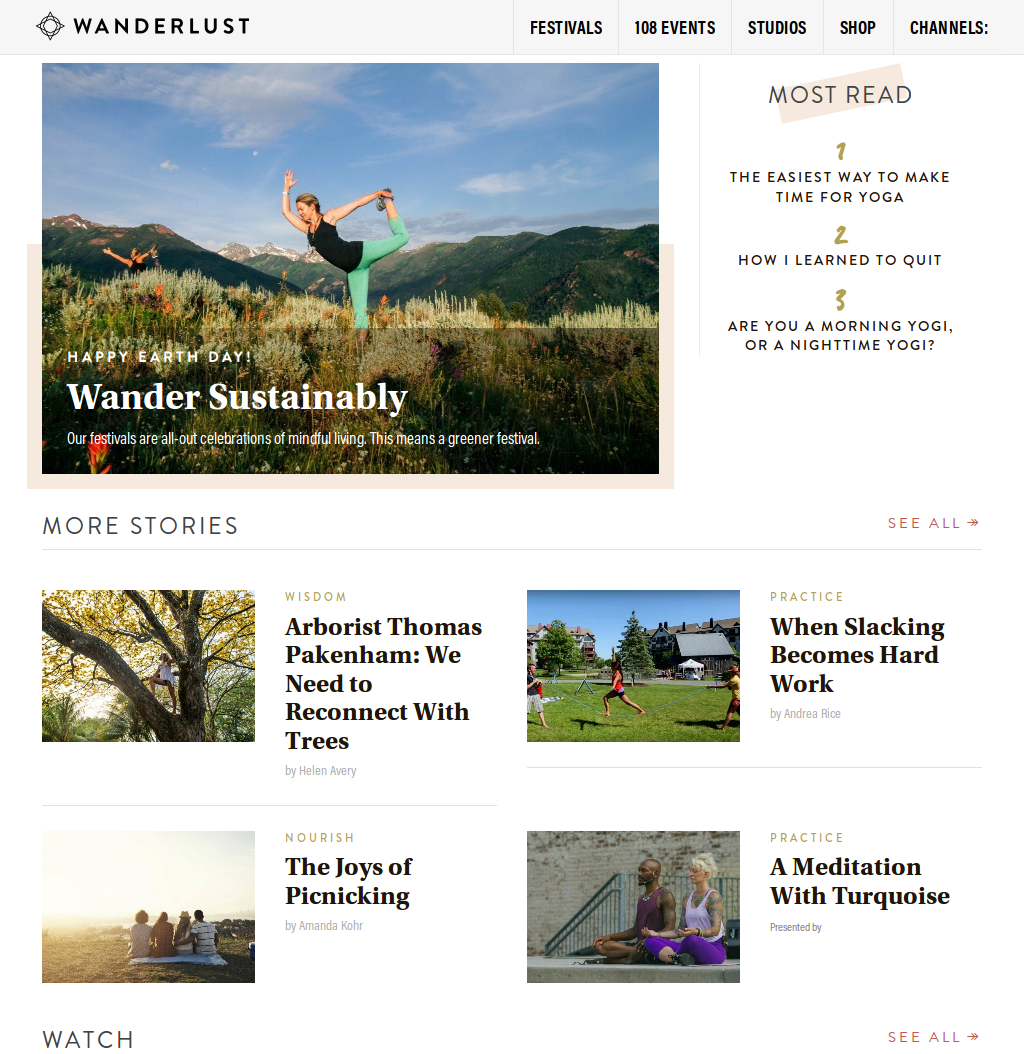 WANDERLUST
FESTIVALS
108 EVENTS
STUDIOS
SHOP
CHANNELS:
HAPPY EARTH DAY!
Wander Sustainably
Our festivals are all-out celebrations of mindful living. This means a greener festival.
MOST READ
1
THE EASIEST WAY TO MAKE
TIME FOR YOGA
2
HOW I LEARNED TO QUIT
3
ARE YOU A MORNING YOGI,
OR A NIGHTTIME YOGI?
MORE STORIES
SEE ALL
WISDOM
Arborist Thomas
Pakenham: We
Need to
Reconnect With
Trees
by Helen Avery
PRACTICE
When Slacking
Becomes Hard
Work
by Andrea Rice
NOURISH
The Joys of
Picnicking
by Amanda Kohr
PRACTICE
A Meditation
With Turquoise
Presented by
WATCH
SEE ALL